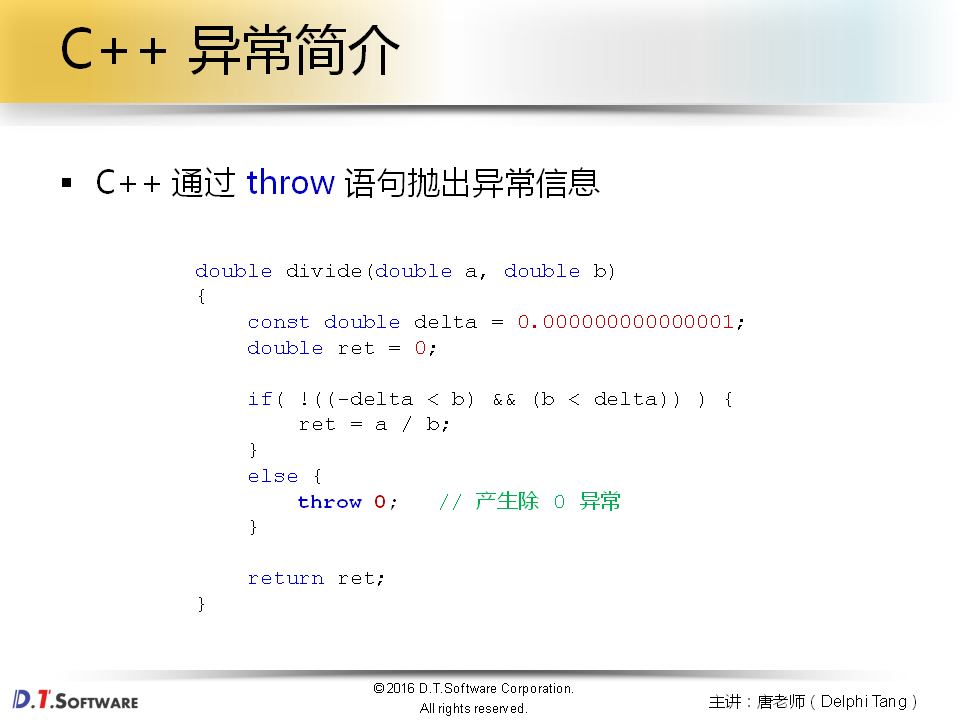 C++ 异常简介
▪ C++ 通过 throw 语句抛出异常信息
double divide(double a, double b)
{
    const double delta = 0.000000000000001;
    double ret = 0;
    if( !((-delta < b) && (b < delta)) ) {
        ret = a / b;
    }
    else {
        throw 0;   // 产生除 0 异常
    }
    return ret;
}
D.T.SOFTWARE
©2016 D.T.Software Corporation.
All rights reserved.
主讲：唐老师（Delphi Tang）